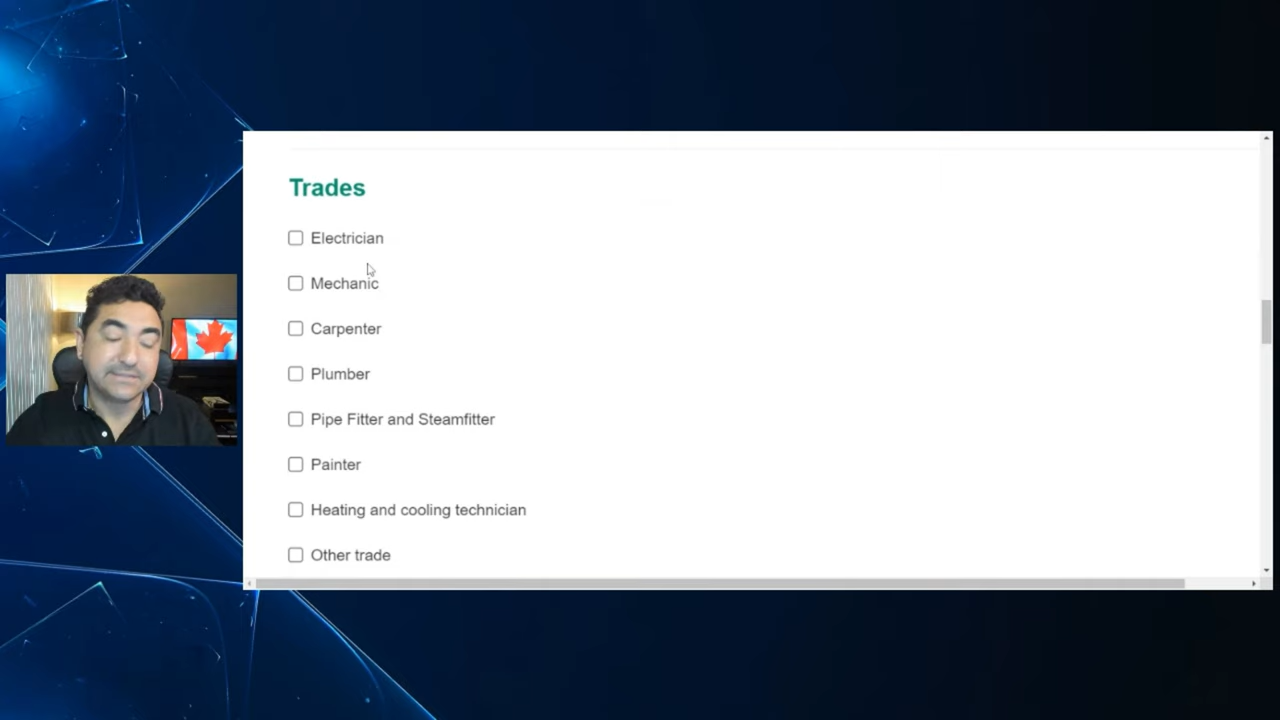 Trades
Electrician
Mechanic
Carpenter
Plumber
Pipe Fitter and Steamfitter
Painter
Heating and cooling technician
Other trade